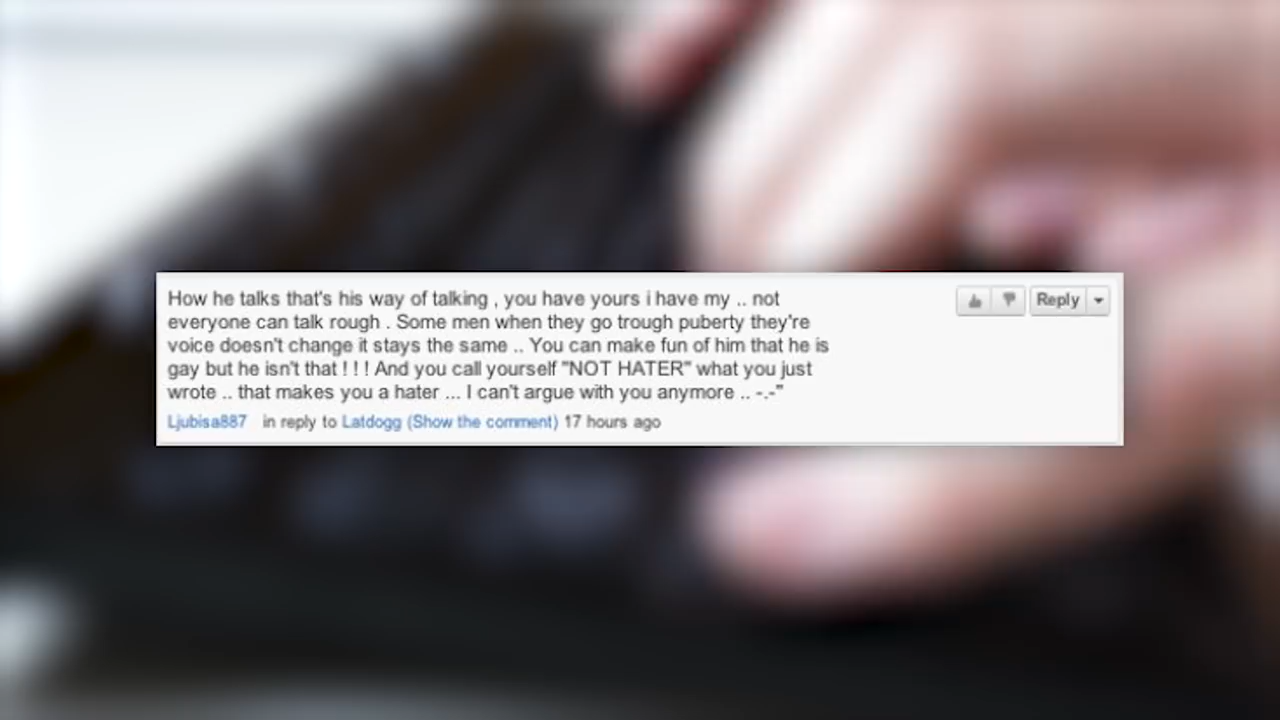 How he talks that's his way of talking , you have yours i have my .. not
everyone can talk rough . Some men when they go trough puberty they're
voice doesn't change it stays the same .. You can make fun of him that he is
gay but he isn't that ! ! ! And you call yourself "NOT HATER" what you just
wrote .. that makes you a hater ... I can't argue with you anymore .. -.-"
Ljubisa887 in reply to Latdogg (Show the comment) 17 hours ago
Reply